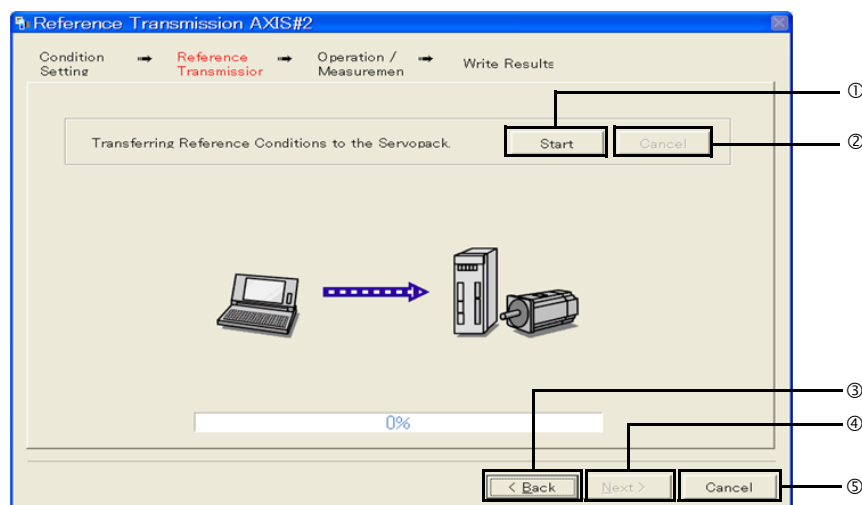 Reference Transmission AXIS#2
Condition Setting ➟ Reference Transmissior ➟ Operation / Measuremen ➟ Write Results
①
Transferring Reference Conditions to the Servopack. Start Cancel ②
③
0% ④
< Back Next > Cancel ⑤